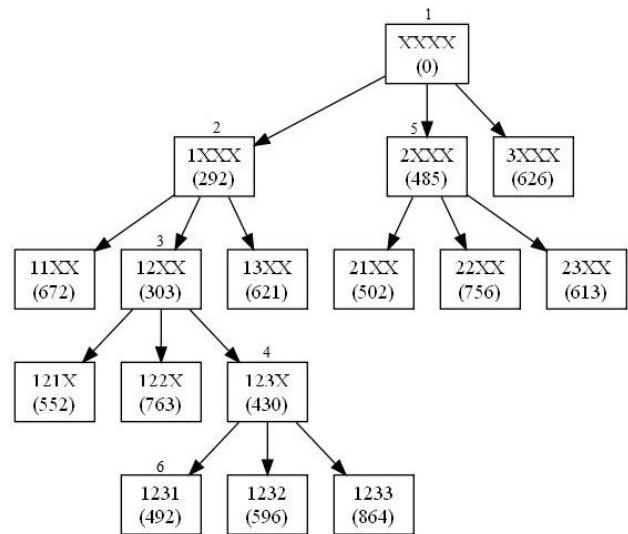 1
XXXX
(0)
2
5
1XXX
(292)
2XXX
(485)
3XXX
(626)
3
11XX
(672)
12XX
(303)
13XX
(621)
21XX
(502)
22XX
(756)
23XX
(613)
4
121X
(552)
122X
(763)
123X
(430)
6
1231
(492)
1232
(596)
1233
(864)